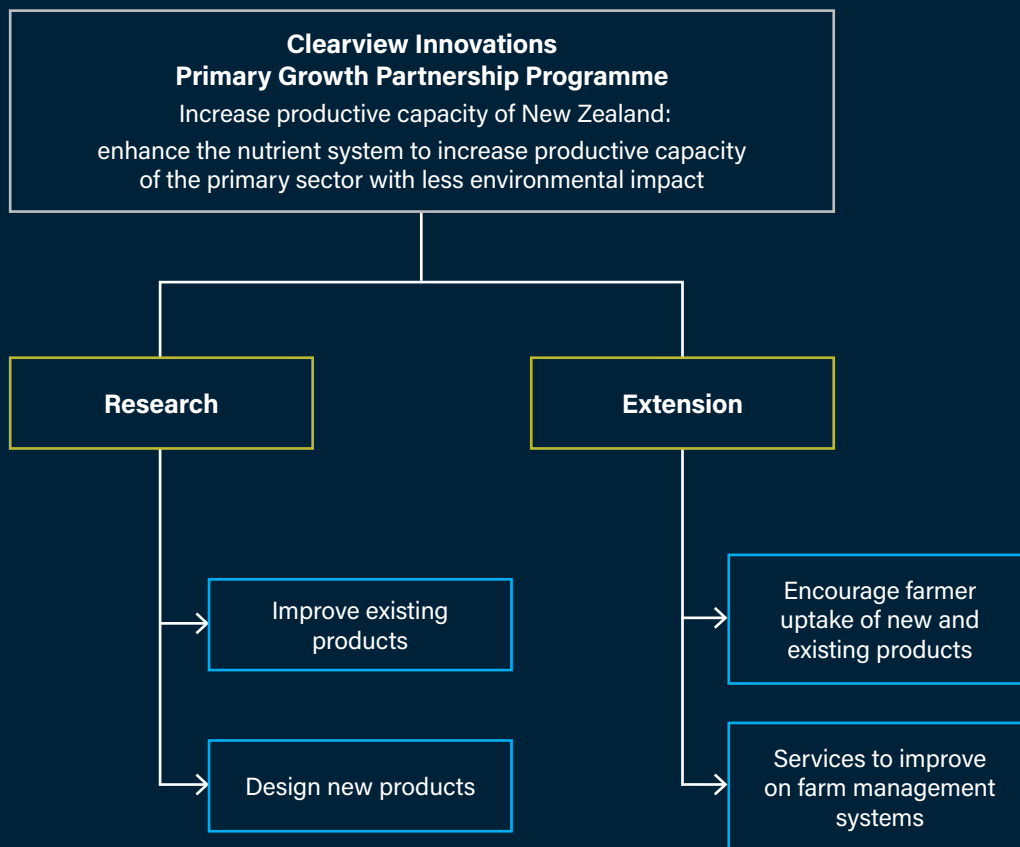 Clearview Innovations
Primary Growth Partnership Programme
Increase productive capacity of New Zealand:
enhance the nutrient system to increase productive capacity
of the primary sector with less environmental impact
Research
Extension
Improve existing
products
Design new products
Encourage farmer
uptake of new and
existing products
Services to improve
on farm management
systems